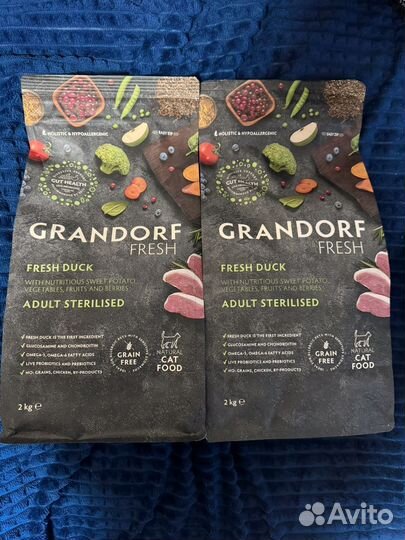 HOLISTIC & HYPOALLERGENIC
EASY ZIP
GUT HEALTH
GRANDORF
FRESH
FRESH DUCK
WITH NUTRITIOUS SWEET POTATO,
VEGETABLES, FRUITS AND BERRIES
ADULT STERILISED
✓ FRESH DUCK IS THE FIRST INGREDIENT
✓ GLUCOSAMINE AND CHONDROITIN
✓ OMEGA-3, OMEGA-6 FATTY ACIDS
✓ LIVE PROBIOTICS AND PREBIOTICS
✓ NO: GRAINS, CHICKEN, BY-PRODUCTS
GRAIN
FREE
NATURAL
CAT
FOOD
2 kg e
HOLISTIC & HYPOALLERGENIC
EASY ZIP
GUT HEALTH
GRANDORF
FRESH
FRESH DUCK
WITH NUTRITIOUS SWEET POTATO,
VEGETABLES, FRUITS AND BERRIES
ADULT STERILISED
✓ FRESH DUCK IS THE FIRST INGREDIENT
✓ GLUCOSAMINE AND CHONDROITIN
✓ OMEGA-3, OMEGA-6 FATTY ACIDS
✓ LIVE PROBIOTICS AND PREBIOTICS
✓ NO: GRAINS, CHICKEN, BY-PRODUCTS
GRAIN
FREE
NATURAL
CAT
FOOD
2 kg e
Avito